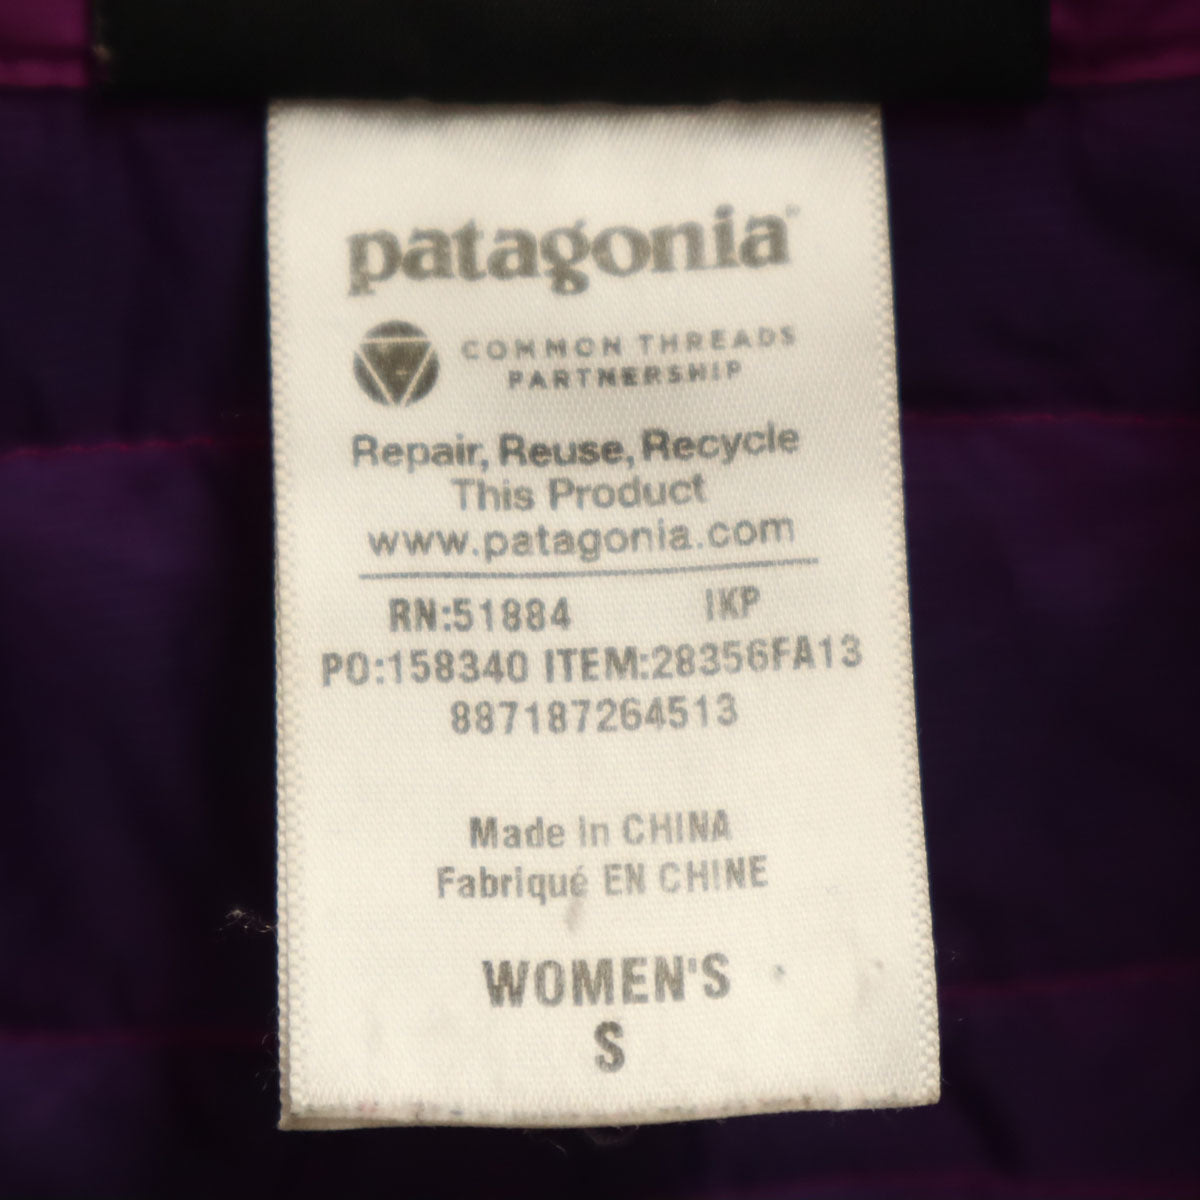 patagonia®
COMMON THREADS
PARTNERSHIP
Repair, Reuse, Recycle
This Product
www.patagonia.com
RN:51884 IKP
PO:158340 ITEM:28356FA13
887187264513
Made in CHINA
Fabriqué EN CHINE
WOMEN'S
S